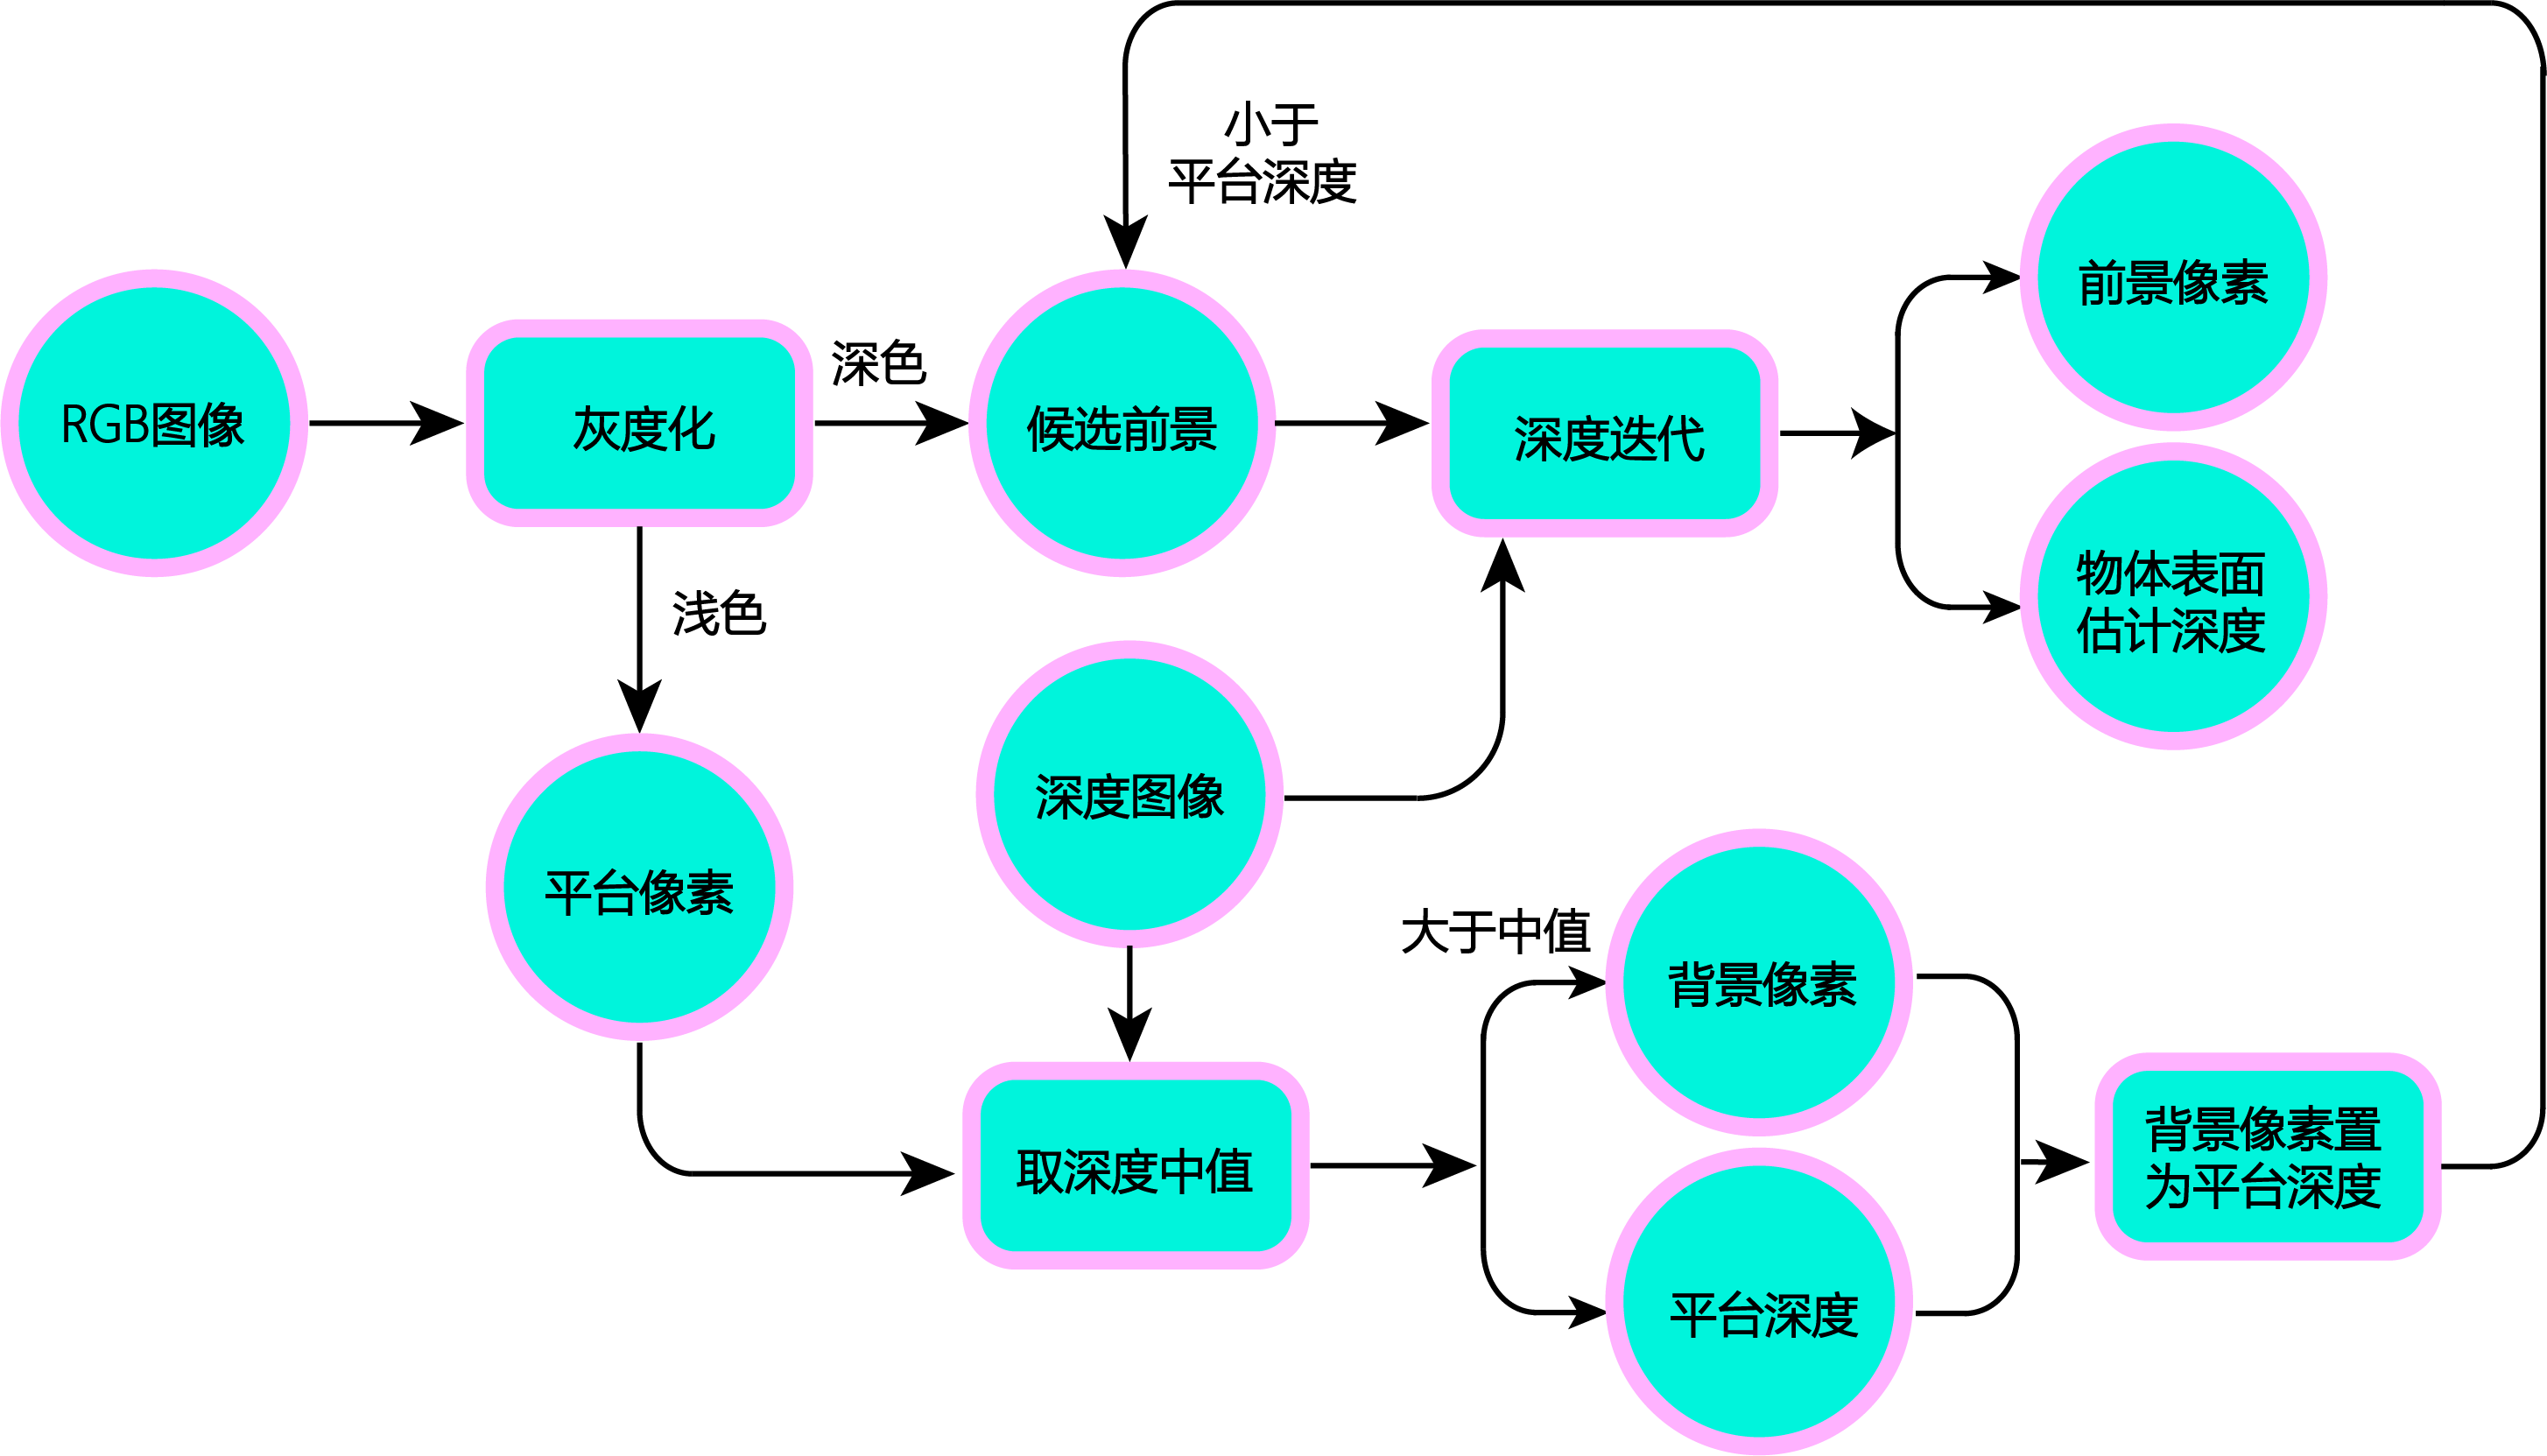 小于
平台深度
RGB图像
灰度化
深色
候选前景
深度迭代
前景像素
物体表面
估计深度
浅色
平台像素
深度图像
大于中值
背景像素
取深度中值
平台深度
背景像素置
为平台深度